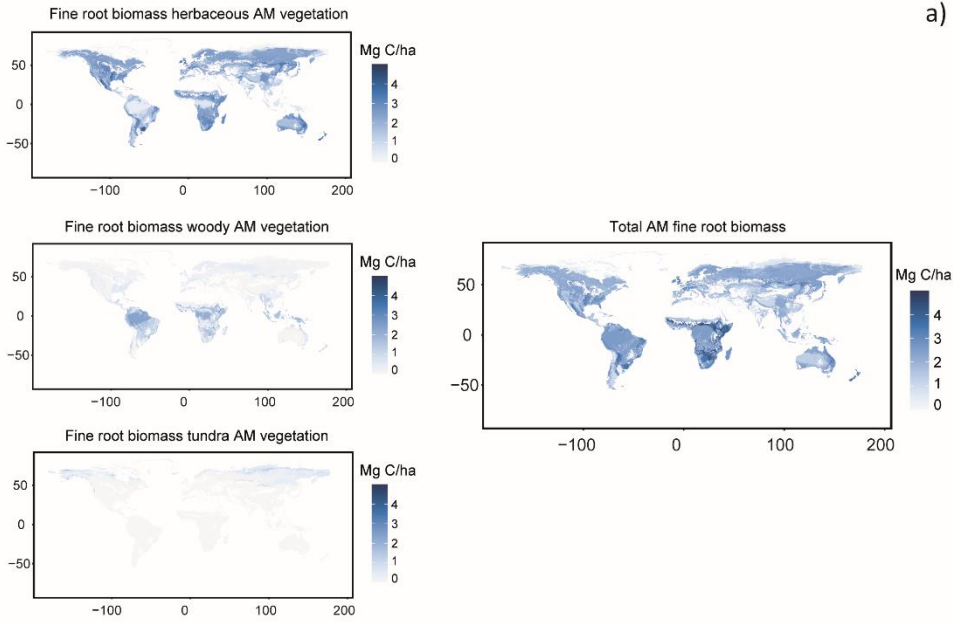 a)
Fine root biomass herbaceous AM vegetation
Mg C/ha
4
3
2
1
0
50
0
−50
−100 0 100 200
Fine root biomass woody AM vegetation
Mg C/ha
4
3
2
1
0
50
0
−50
−100 0 100 200
Fine root biomass tundra AM vegetation
Mg C/ha
4
3
2
1
0
50
0
−50
−100 0 100 200
Total AM fine root biomass
Mg C/ha
4
3
2
1
0
50
0
−50
−100 0 100 200